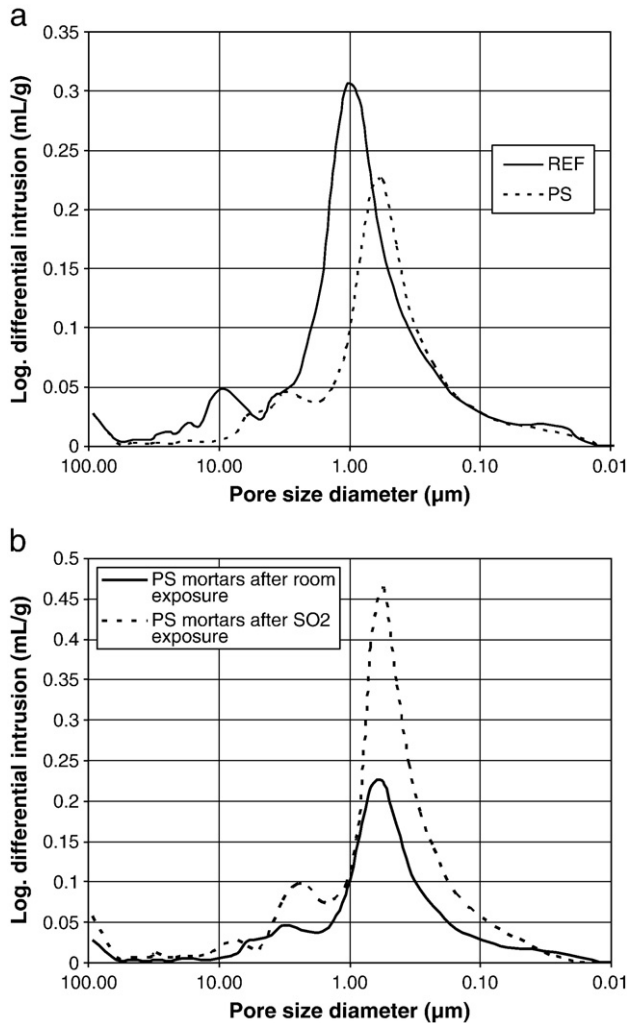 a
0.35
0.3
0.25
0.2
0.15
0.1
0.05
0
Log. differential intrusion (mL/g)
REF
PS
100.00 10.00 1.00 0.10 0.01
Pore size diameter (μm)
b
0.5
0.45
0.4
0.35
0.3
0.25
0.2
0.15
0.1
0.05
0
Log. differential intrusion (mL/g)
PS mortars after room
exposure
PS mortars after SO2
exposure
100.00 10.00 1.00 0.10 0.01
Pore size diameter (μm)